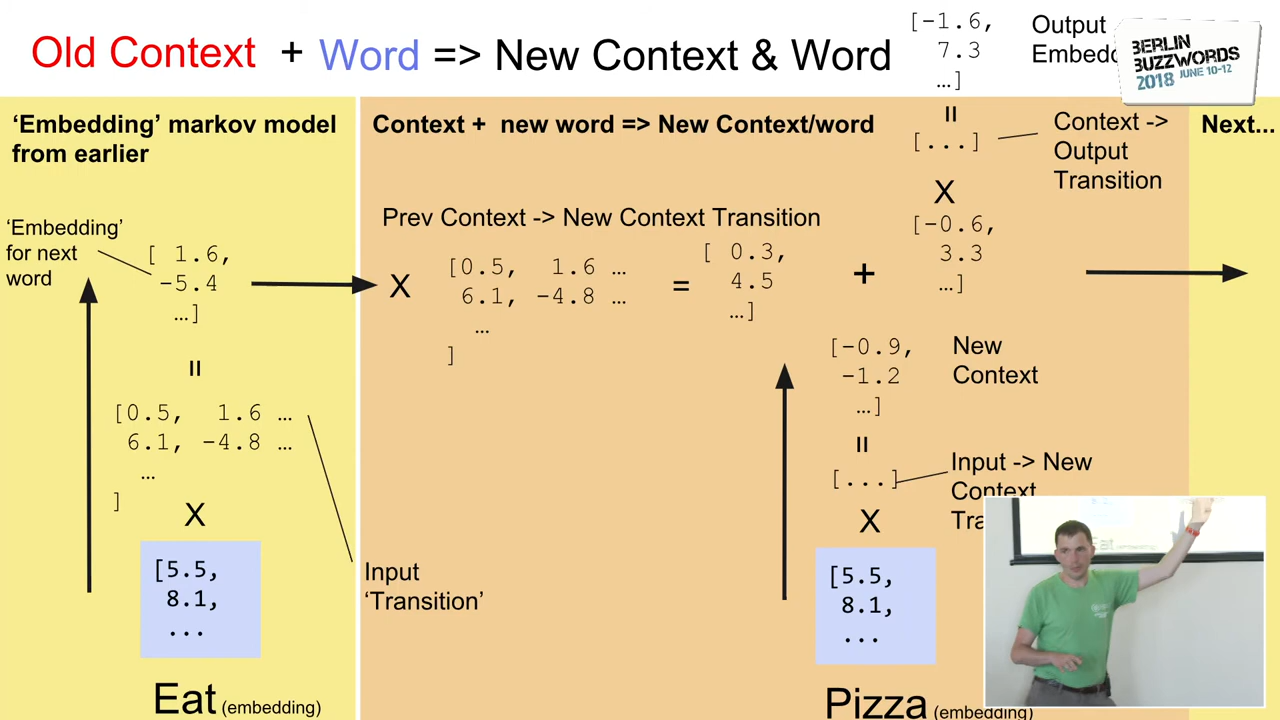 Old Context + Word => New Context & Word
[-1.6,
7.3
…]
Output
BERLIN
BUZZWORDS
2018 JUNE 10-12
'Embedding' markov model
from earlier
Context + new word => New Context/word
=
[...]
Context ->
Output
Transition
Next...
X
Prev Context -> New Context Transition
'Embedding'
for next
word
[ 1.6,
-5.4
…]
X
[0.5, 1.6 …
6.1, -4.8 …
…
]
=
[ 0.3,
4.5
…]
+
[-0.6,
3.3
…]
=
[0.5, 1.6 …
6.1, -4.8 …
…
]
X
[5.5,
8.1,
...
Input
'Transition'
Eat (embedding)
[-0.9,
-1.2
…]
New
Context
=
[...]
Input -> New
Context
X
[5.5,
8.1,
...
Pizza (embedding)